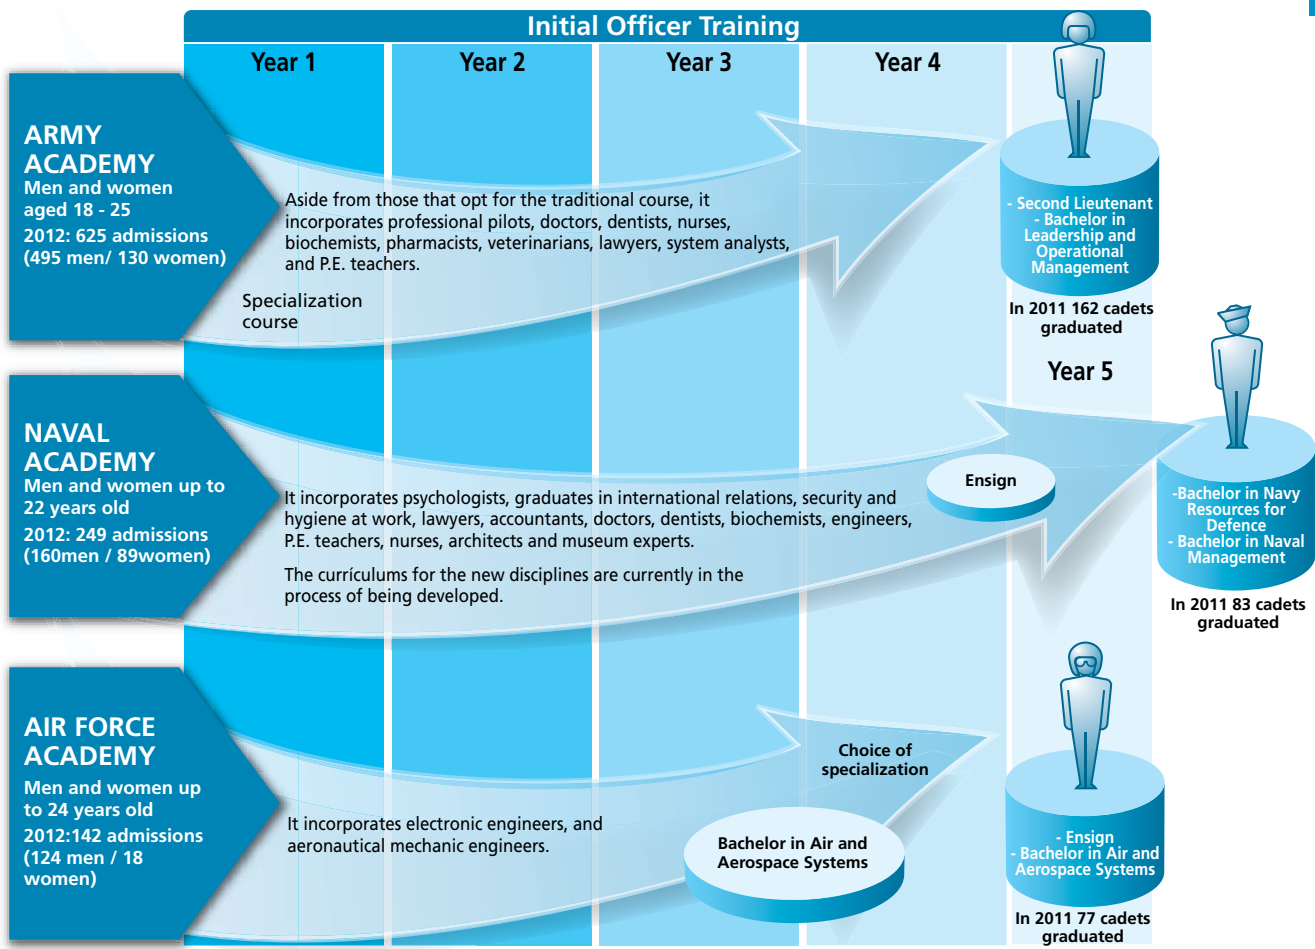 Initial Officer Training
Year 1
Year 2
Year 3
Year 4
ARMY
ACADEMY
Men and women
aged 18 - 25
2012: 625 admissions
(495 men/ 130 women)
Aside from those that opt for the traditional course, it
incorporates professional pilots, doctors, dentists, nurses,
biochemists, pharmacists, veterinarians, lawyers, system analysts,
and P.E. teachers.
Specialization
course
- Second Lieutenant
- Bachelor in
Leadership and
Operational
Management
In 2011 162 cadets
graduated
Year 5
NAVAL
ACADEMY
Men and women up to
22 years old
2012: 249 admissions
(160men / 89women)
It incorporates psychologists, graduates in international relations, security and
hygiene at work, lawyers, accountants, doctors, dentists, biochemists, engineers,
P.E. teachers, nurses, architects and museum experts.
The currículums for the new disciplines are currently in the
process of being developed.
Ensign
-Bachelor in Navy
Resources for
Defence
- Bachelor in Naval
Management
In 2011 83 cadets
graduated
AIR FORCE
ACADEMY
Men and women up
to 24 years old
2012:142 admissions
(124 men / 18
women)
It incorporates electronic engineers, and
aeronautical mechanic engineers.
Choice of
specialization
Bachelor in Air and
Aerospace Systems
- Ensign
- Bachelor in Air and
Aerospace Systems
In 2011 77 cadets
graduated